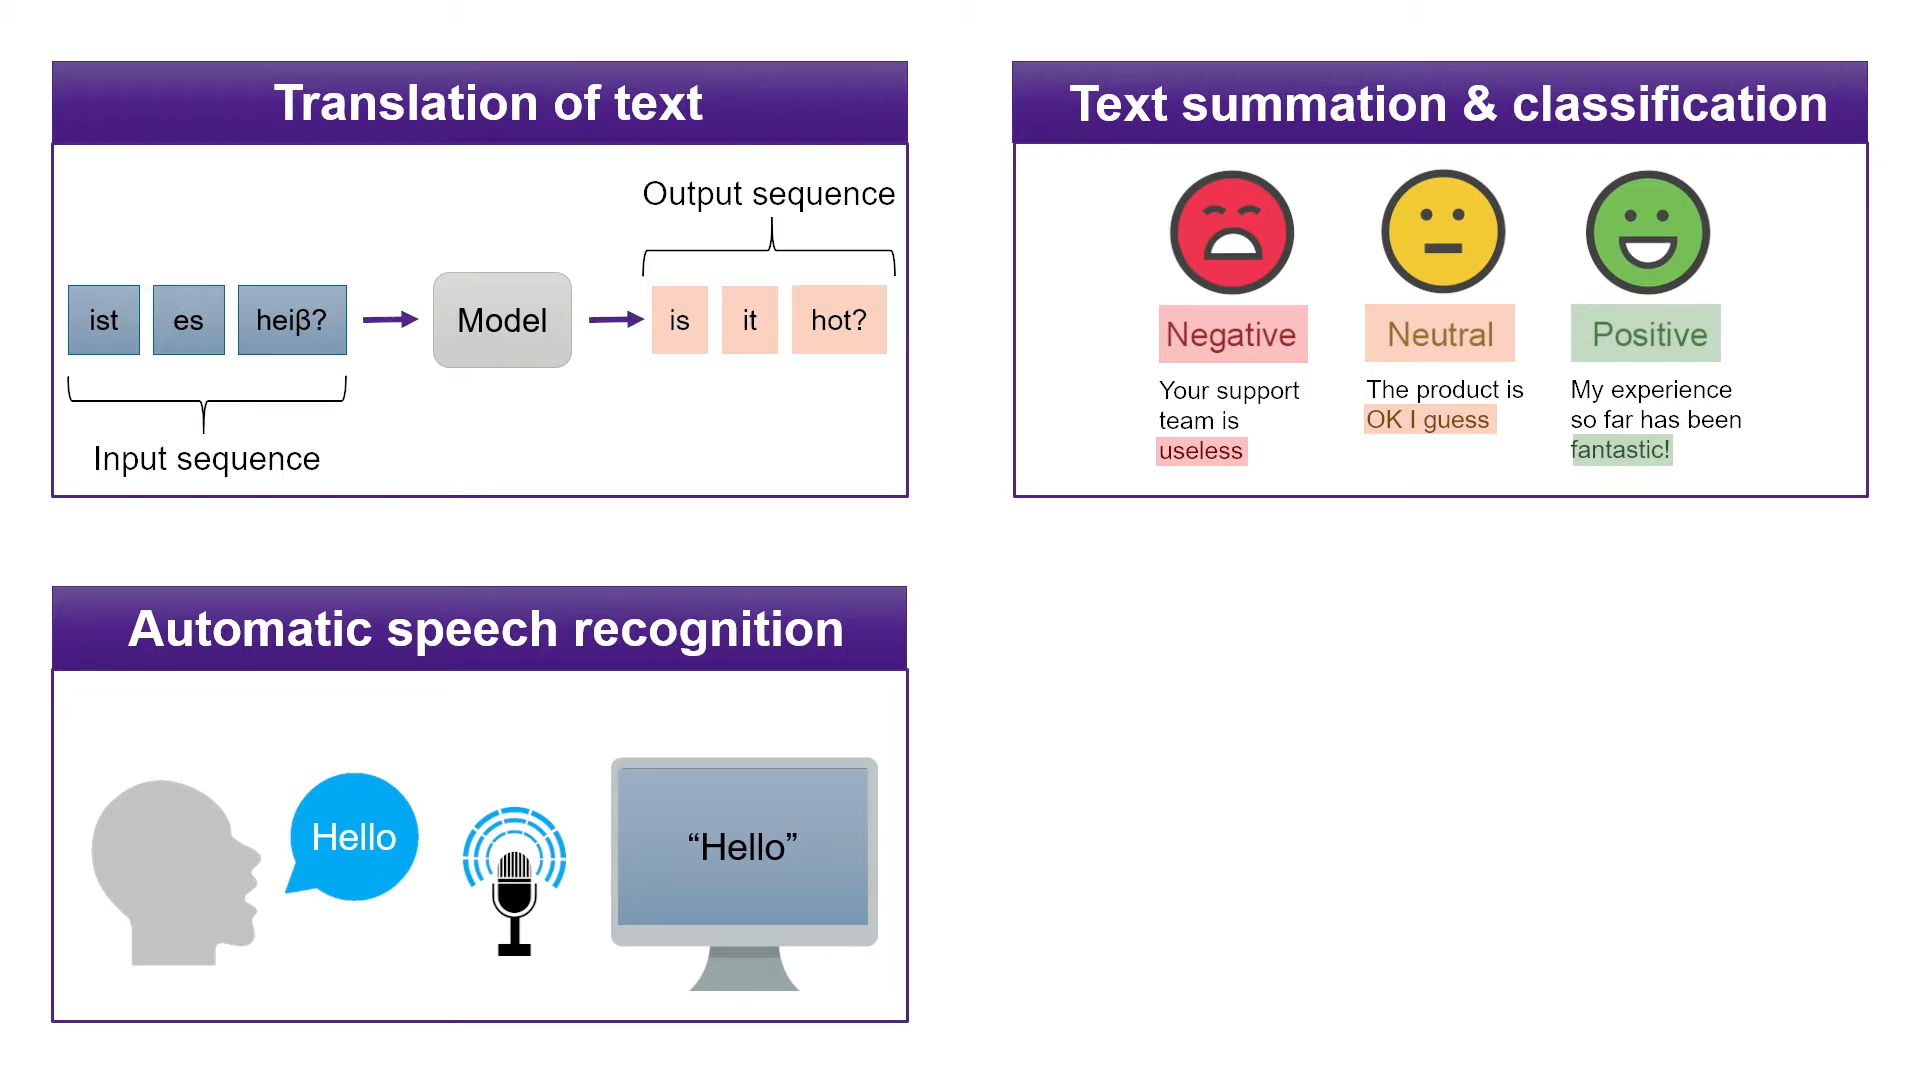 Translation of text
Output sequence
ist es heiβ? Model is it hot?
Input sequence
Text summation & classification
Negative Neutral Positive
Your support
team is
useless
The product is
OK I guess
My experience
so far has been
fantastic!
Automatic speech recognition
Hello
“Hello”